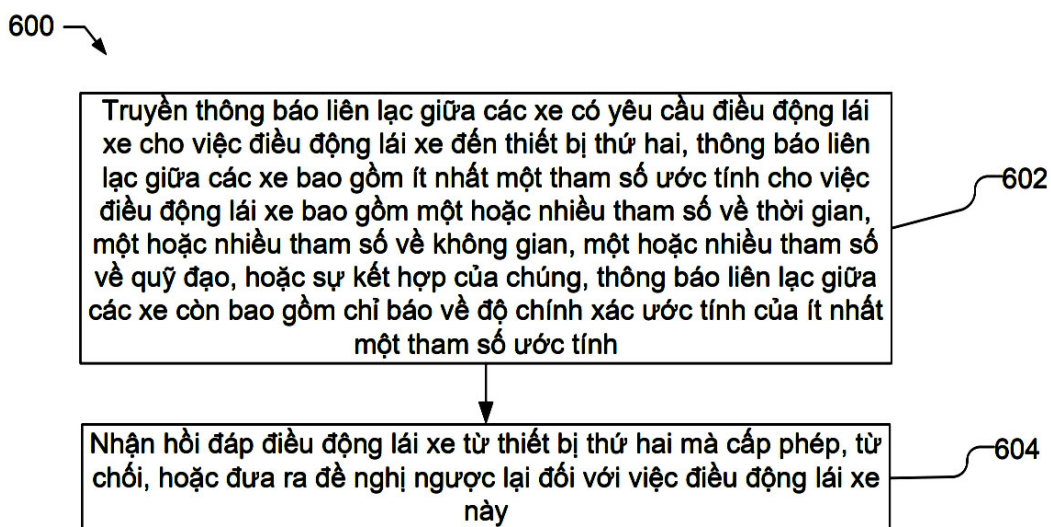 600
Truyền thông báo liên lạc giữa các xe có yêu cầu điều động lái
xe cho việc điều động lái xe đến thiết bị thứ hai, thông báo liên
lạc giữa các xe bao gồm ít nhất một tham số ước tính cho việc
điều động lái xe bao gồm một hoặc nhiều tham số về thời gian,
một hoặc nhiều tham số về không gian, một hoặc nhiều tham số
về quỹ đạo, hoặc sự kết hợp của chúng, thông báo liên lạc giữa
các xe còn bao gồm chỉ báo về độ chính xác ước tính của ít nhất
một tham số ước tính
602
Nhận hồi đáp điều động lái xe từ thiết bị thứ hai mà cấp phép, từ
chối, hoặc đưa ra đề nghị ngược lại đối với việc điều động lái xe
này
604